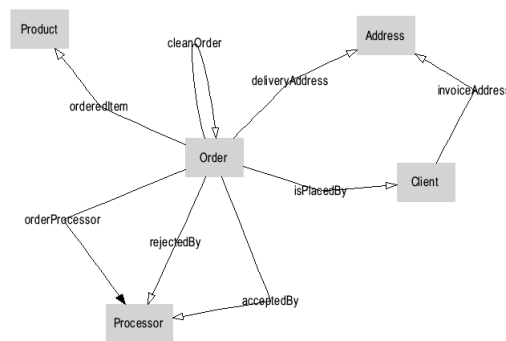 Product
cleanOrder
Address
deliveryAddress
invoiceAddress
orderedItem
Order
isPlacedBy
Client
orderProcessor
rejectedBy
acceptedBy
Processor